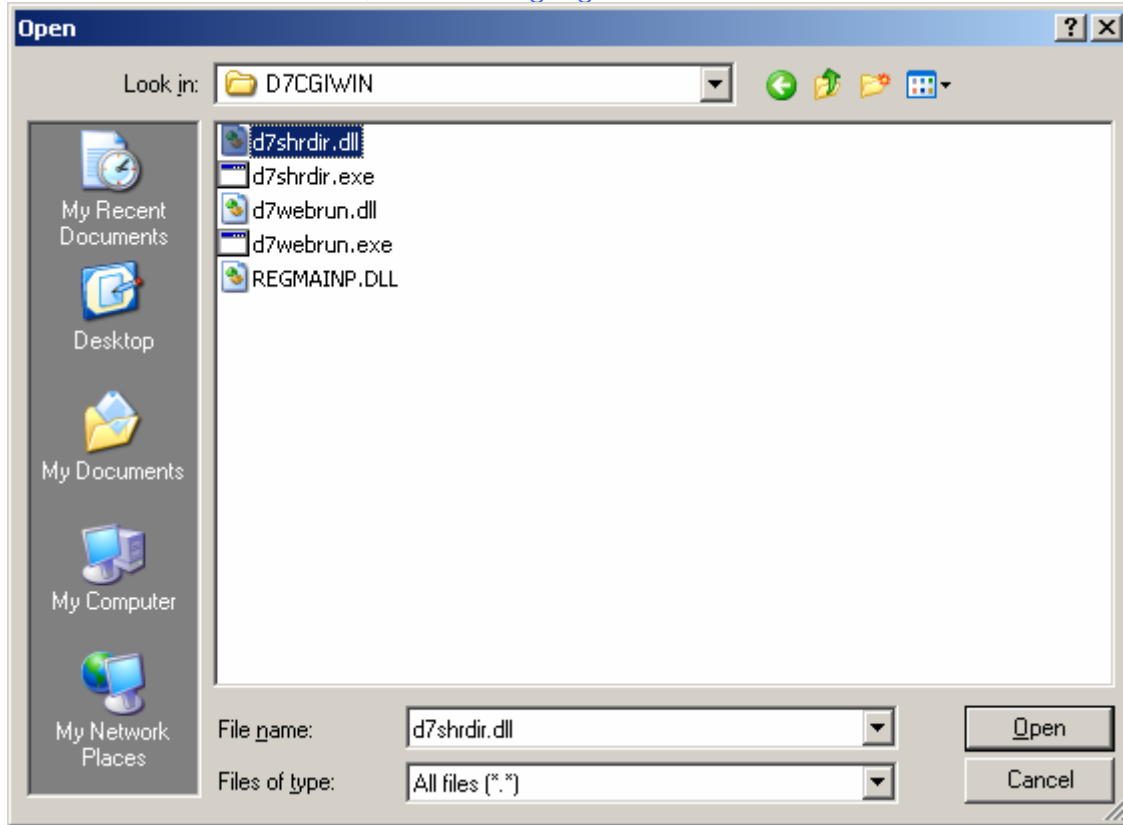 Open
Look in:
D7CGIWIN
d7shrdir.dll
d7shrdir.exe
d7webrun.dll
d7webrun.exe
REGMAINP.DLL
My Recent
Documents
Desktop
My Documents
My Computer
My Network
Places
File name:
d7shrdir.dll
Open
Files of type:
All files (*.*)
Cancel